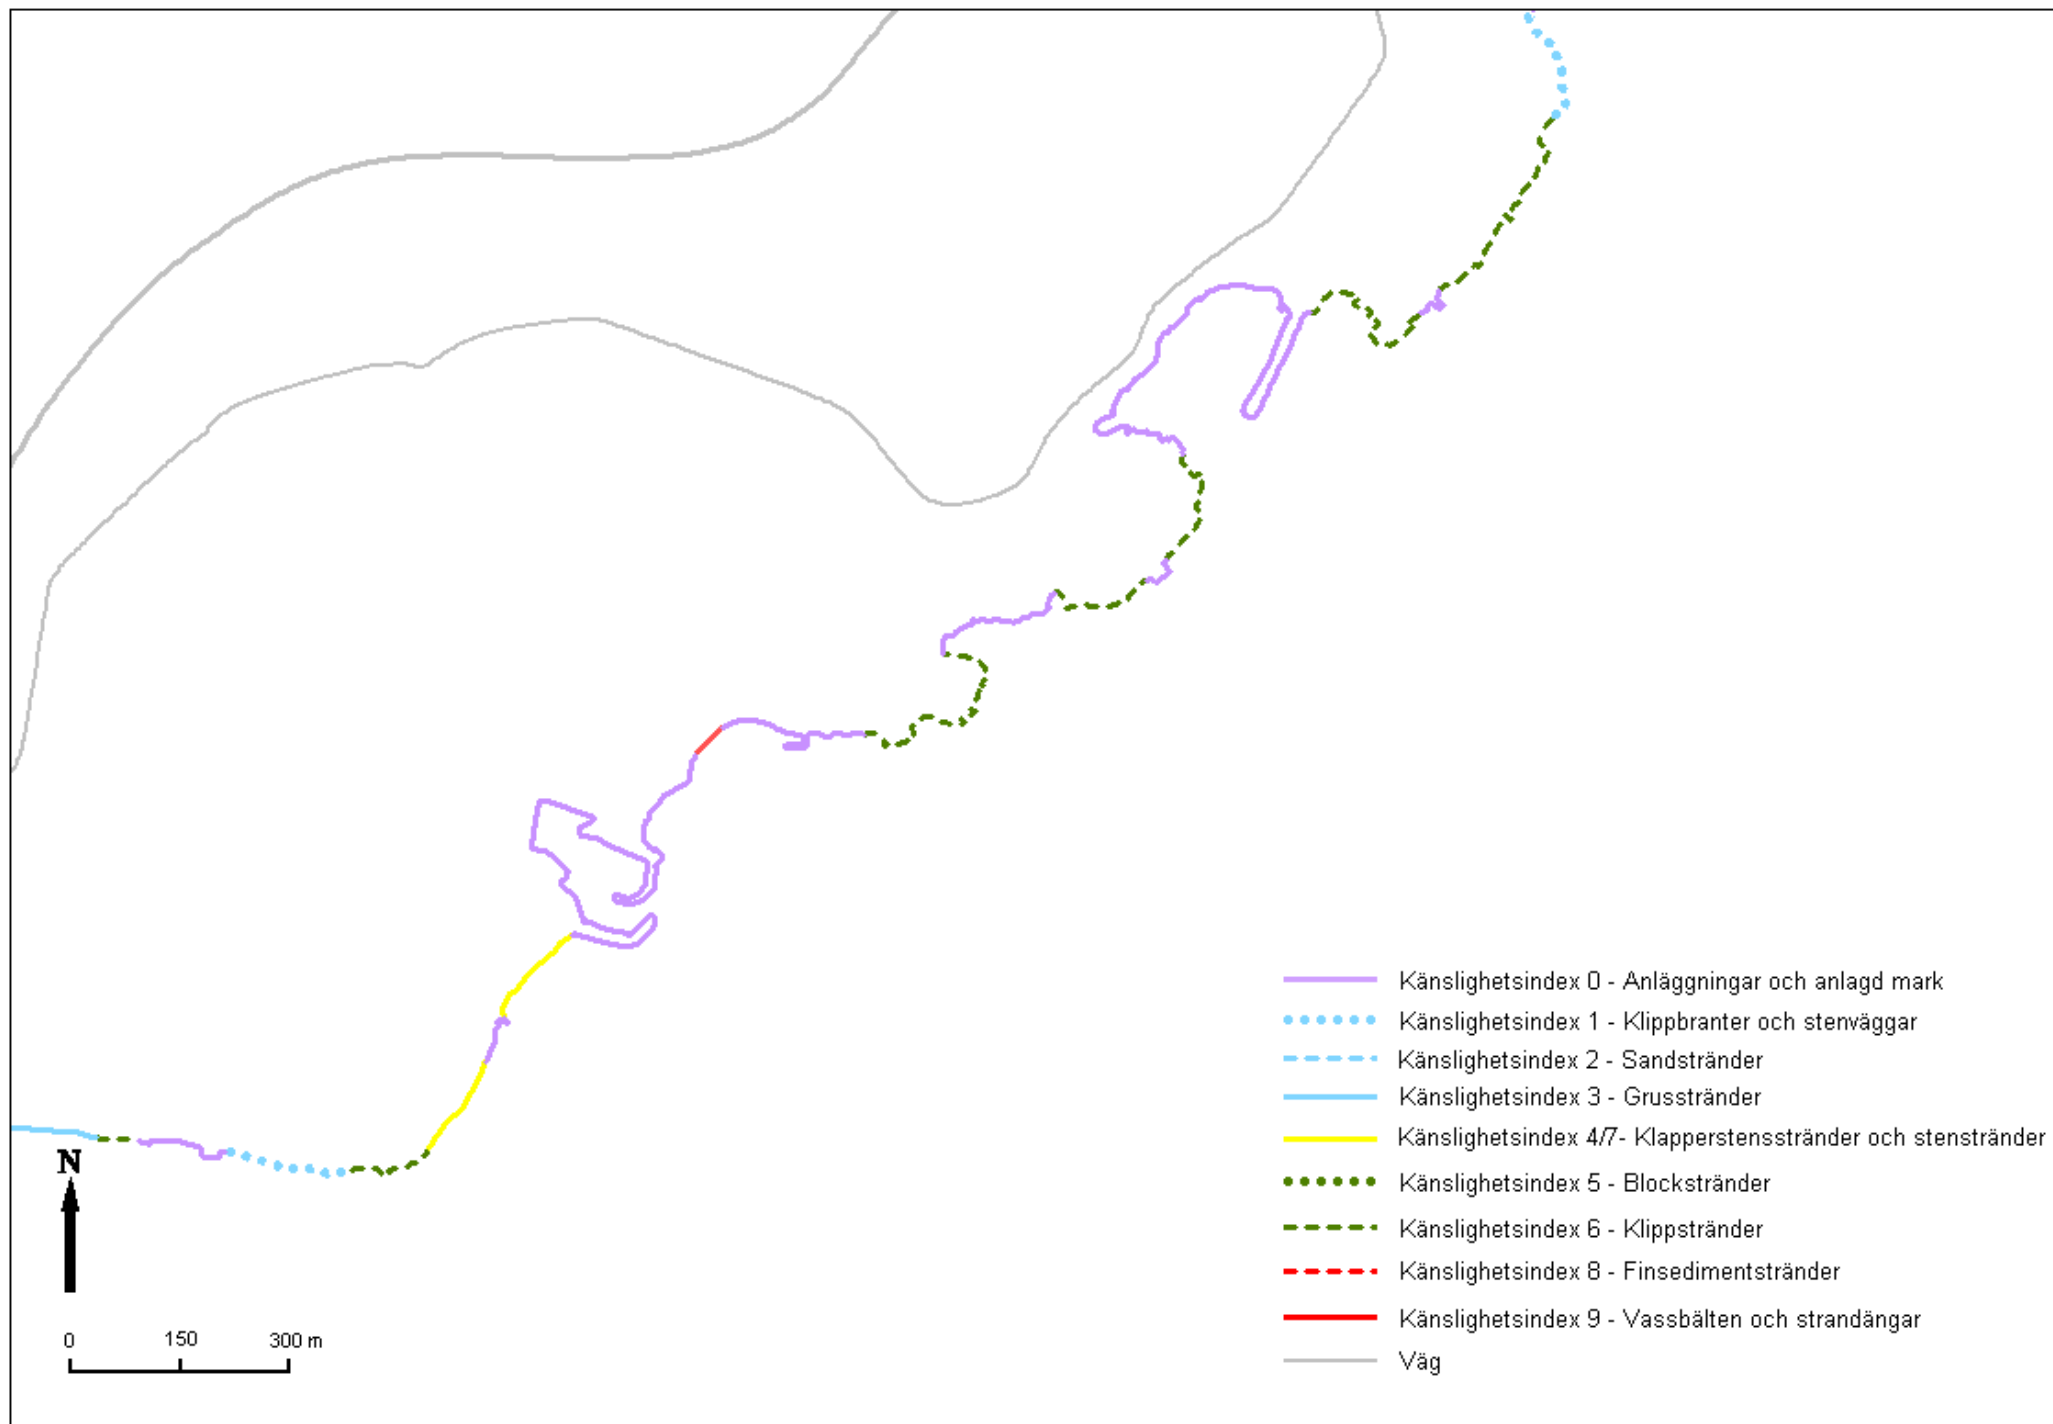 Känslighetsindex 0 - Anläggningar och anlagd mark
Känslighetsindex 1 - Klippbranter och stenväggar
Känslighetsindex 2 - Sandstränder
Känslighetsindex 3 - Grusstränder
Känslighetsindex 4/7- Klapperstensstränder och stenstränder
Känslighetsindex 5 - Blockstränder
Känslighetsindex 6 - Klippstränder
Känslighetsindex 8 - Finsedimentstränder
Känslighetsindex 9 - Vassbälten och strandängar
Väg
N
0 150 300 m